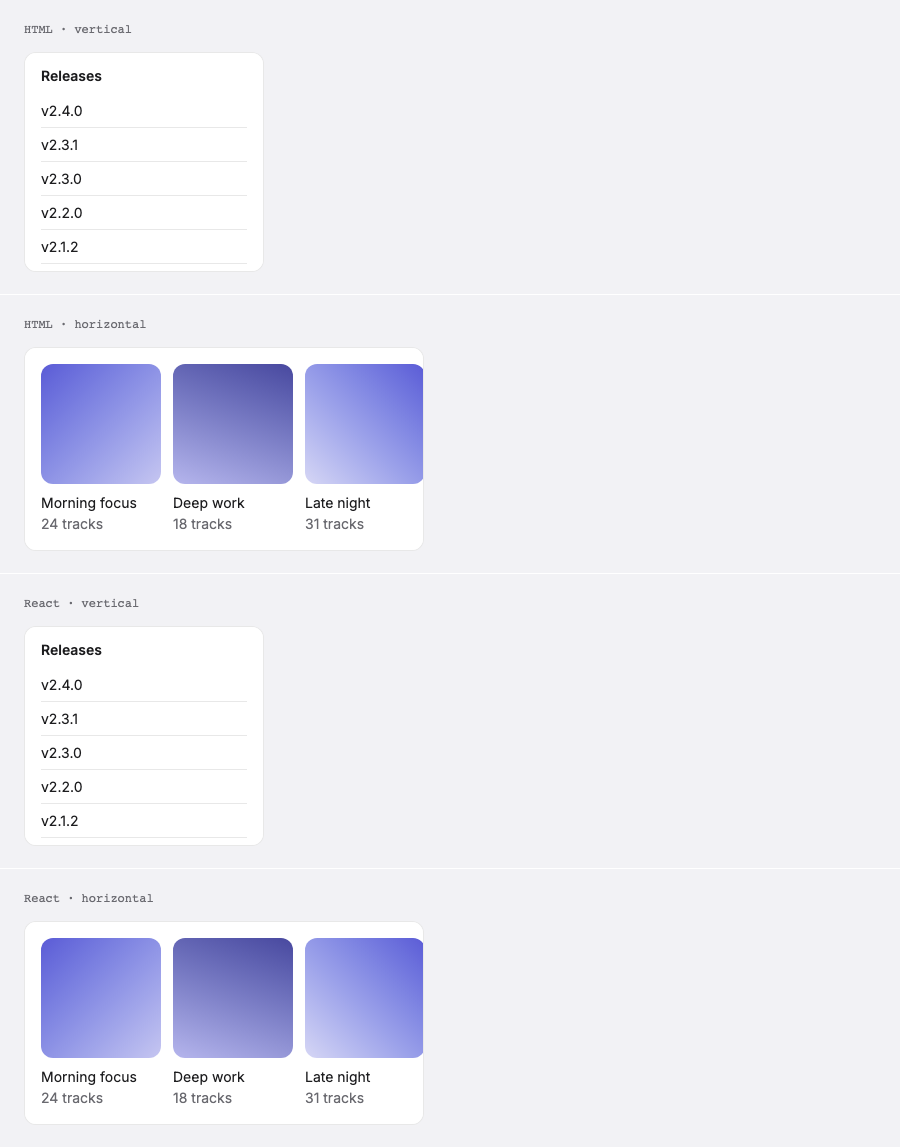 HTML · vertical
Releases
v2.4.0
v2.3.1
v2.3.0
v2.2.0
v2.1.2
HTML · horizontal
Morning focus
24 tracks
Deep work
18 tracks
Late night
31 tracks
React · vertical
Releases
v2.4.0
v2.3.1
v2.3.0
v2.2.0
v2.1.2
React · horizontal
Morning focus
24 tracks
Deep work
18 tracks
Late night
31 tracks